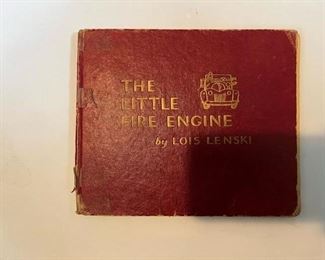 THE
LITTLE
FIRE ENGINE
by LOIS LENSKI